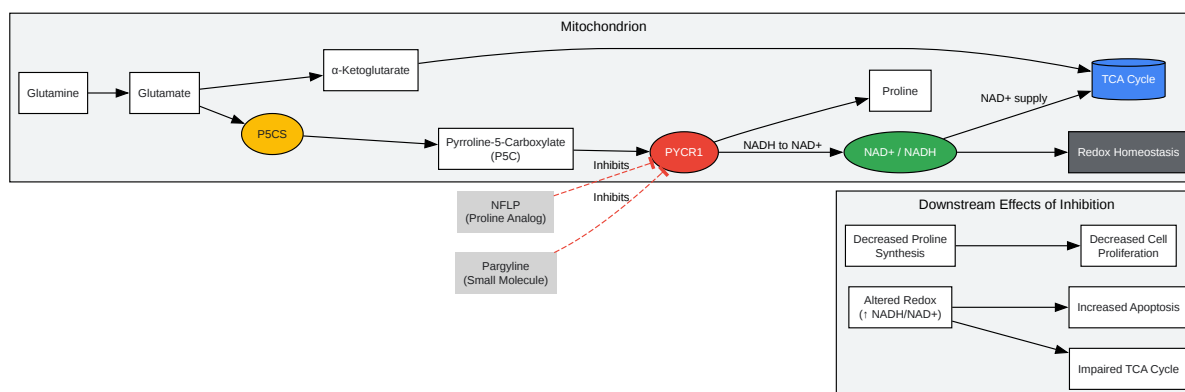 Mitochondrion
Glutamine
Glutamate
α-Ketoglutarate
P5CS
Pyrroline-5-Carboxylate
(P5C)
PYCR1
Proline
NADH to NAD+
NAD+ / NADH
NAD+ supply
TCA Cycle
Redox Homeostasis
Inhibits
Inhibits
NFLP
(Proline Analog)
Pargyline
(Small Molecule)
Downstream Effects of Inhibition
Decreased Proline
Synthesis
Decreased Cell
Proliferation
Altered Redox
(↑ NADH/NAD+)
Increased Apoptosis
Impaired TCA Cycle